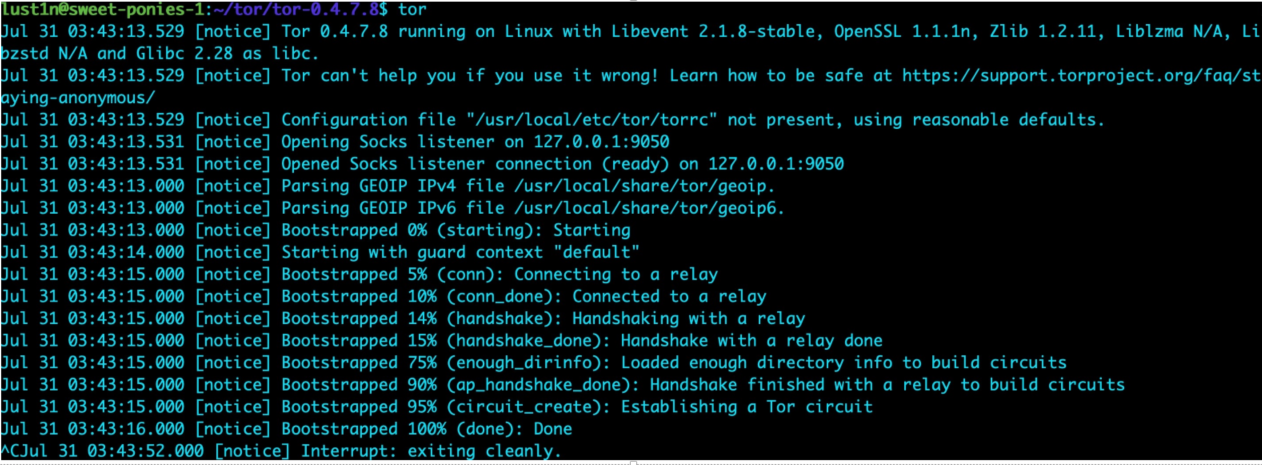 lust1n@sweet-ponies-1:~/tor/tor-0.4.7.8$ tor
Jul 31 03:43:13.529 [notice] Tor 0.4.7.8 running on Linux with Libevent 2.1.8-stable, OpenSSL 1.1.1n, Zlib 1.2.11, Liblzma N/A, Li
bzstd N/A and Glibc 2.28 as libc.
Jul 31 03:43:13.529 [notice] Tor can't help you if you use it wrong! Learn how to be safe at https://support.torproject.org/faq/st
aying-anonymous/
Jul 31 03:43:13.529 [notice] Configuration file "/usr/local/etc/tor/torrc" not present, using reasonable defaults.
Jul 31 03:43:13.531 [notice] Opening Socks listener on 127.0.0.1:9050
Jul 31 03:43:13.531 [notice] Opened Socks listener connection (ready) on 127.0.0.1:9050
Jul 31 03:43:13.000 [notice] Parsing GEOIP IPv4 file /usr/local/share/tor/geoip.
Jul 31 03:43:13.000 [notice] Parsing GEOIP IPv6 file /usr/local/share/tor/geoip6.
Jul 31 03:43:13.000 [notice] Bootstrapped 0% (starting): Starting
Jul 31 03:43:14.000 [notice] Starting with guard context "default"
Jul 31 03:43:15.000 [notice] Bootstrapped 5% (conn): Connecting to a relay
Jul 31 03:43:15.000 [notice] Bootstrapped 10% (conn_done): Connected to a relay
Jul 31 03:43:15.000 [notice] Bootstrapped 14% (handshake): Handshaking with a relay
Jul 31 03:43:15.000 [notice] Bootstrapped 15% (handshake_done): Handshake with a relay done
Jul 31 03:43:15.000 [notice] Bootstrapped 75% (enough_dirinfo): Loaded enough directory info to build circuits
Jul 31 03:43:15.000 [notice] Bootstrapped 90% (ap_handshake_done): Handshake finished with a relay to build circuits
Jul 31 03:43:15.000 [notice] Bootstrapped 95% (circuit_create): Establishing a Tor circuit
Jul 31 03:43:16.000 [notice] Bootstrapped 100% (done): Done
^CJul 31 03:43:52.000 [notice] Interrupt: exiting cleanly.